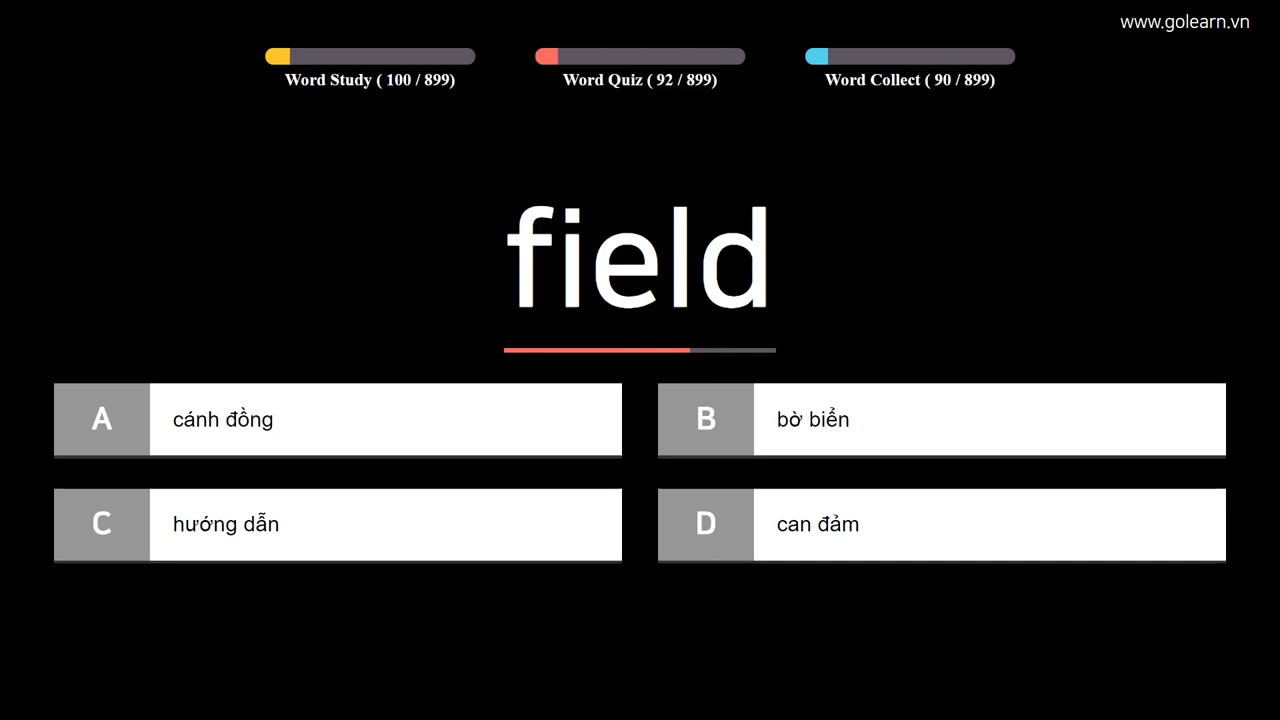 www.golearn.vn
Word Study ( 100 / 899)
Word Quiz ( 92 / 899)
Word Collect ( 90 / 899)
field
A cánh đồng
B bờ biển
C hướng dẫn
D can đảm